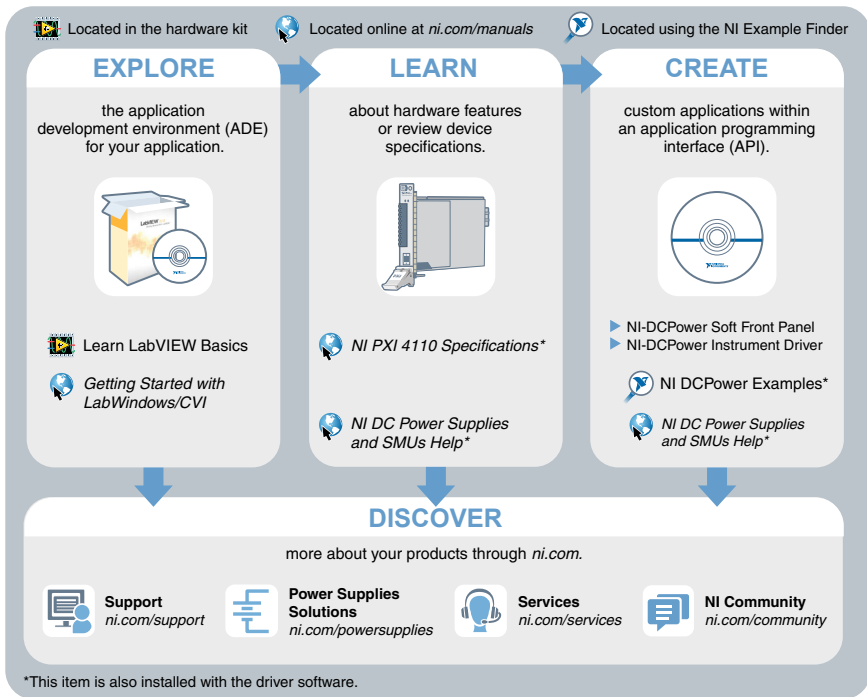 Located in the hardware kit
Located online at ni.com/manuals
Located using the NI Example Finder
EXPLORE
the application
development environment (ADE)
for your application.
LabVIEW
Learn LabVIEW Basics
Getting Started with
LabWindows/CVI
LEARN
about hardware features
or review device
specifications.
NI PXI 4110 Specifications*
NI DC Power Supplies
and SMUs Help*
CREATE
custom applications within
an application programming
interface (API).
NI-DCPower Soft Front Panel
NI-DCPower Instrument Driver
NI DCPower Examples*
NI DC Power Supplies
and SMUs Help*
DISCOVER
more about your products through ni.com.
Support
ni.com/support
Power Supplies
Solutions
ni.com/powersupplies
Services
ni.com/services
NI Community
ni.com/community
*This item is also installed with the driver software.